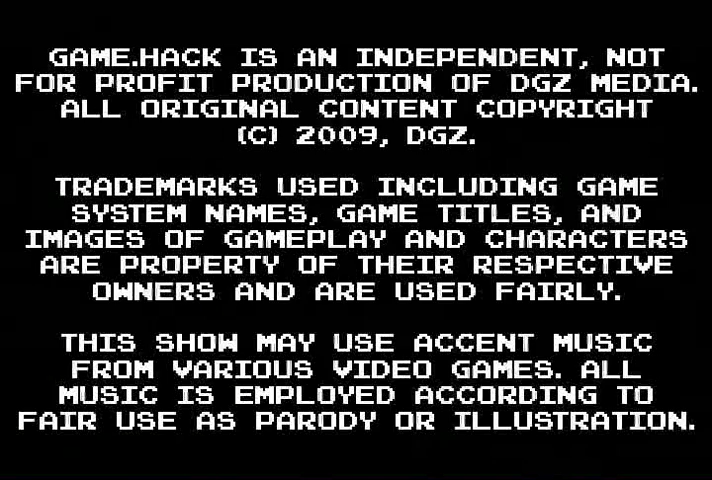 GAME.HACK IS AN INDEPENDENT, NOT
FOR PROFIT PRODUCTION OF DGZ MEDIA.
ALL ORIGINAL CONTENT COPYRIGHT
(C) 2009, DGZ.
TRADEMARKS USED INCLUDING GAME
SYSTEM NAMES, GAME TITLES, AND
IMAGES OF GAMEPLAY AND CHARACTERS
ARE PROPERTY OF THEIR RESPECTIVE
OWNERS AND ARE USED FAIRLY.
THIS SHOW MAY USE ACCENT MUSIC
FROM VARIOUS VIDEO GAMES. ALL
MUSIC IS EMPLOYED ACCORDING TO
FAIR USE AS PARODY OR ILLUSTRATION.